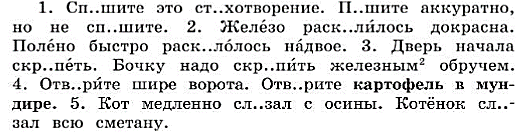 1. Сп..шите это ст..хотворение. П..шите аккуратно,
но не сп..шите. 2. Желе́зо раск..ли́лось докрасна.
Поле́но быстро раск..ло́лось на́двое. 3. Дверь начала
скр..пе́ть. Бочку надо скр..пи́ть железным² обручем.
4. Отв..ри́те шире ворота. Отв..рите картофель в мун-
дире. 5. Кот медленно сл..зал с осины. Котёнок сл..-
зал всю сметану.